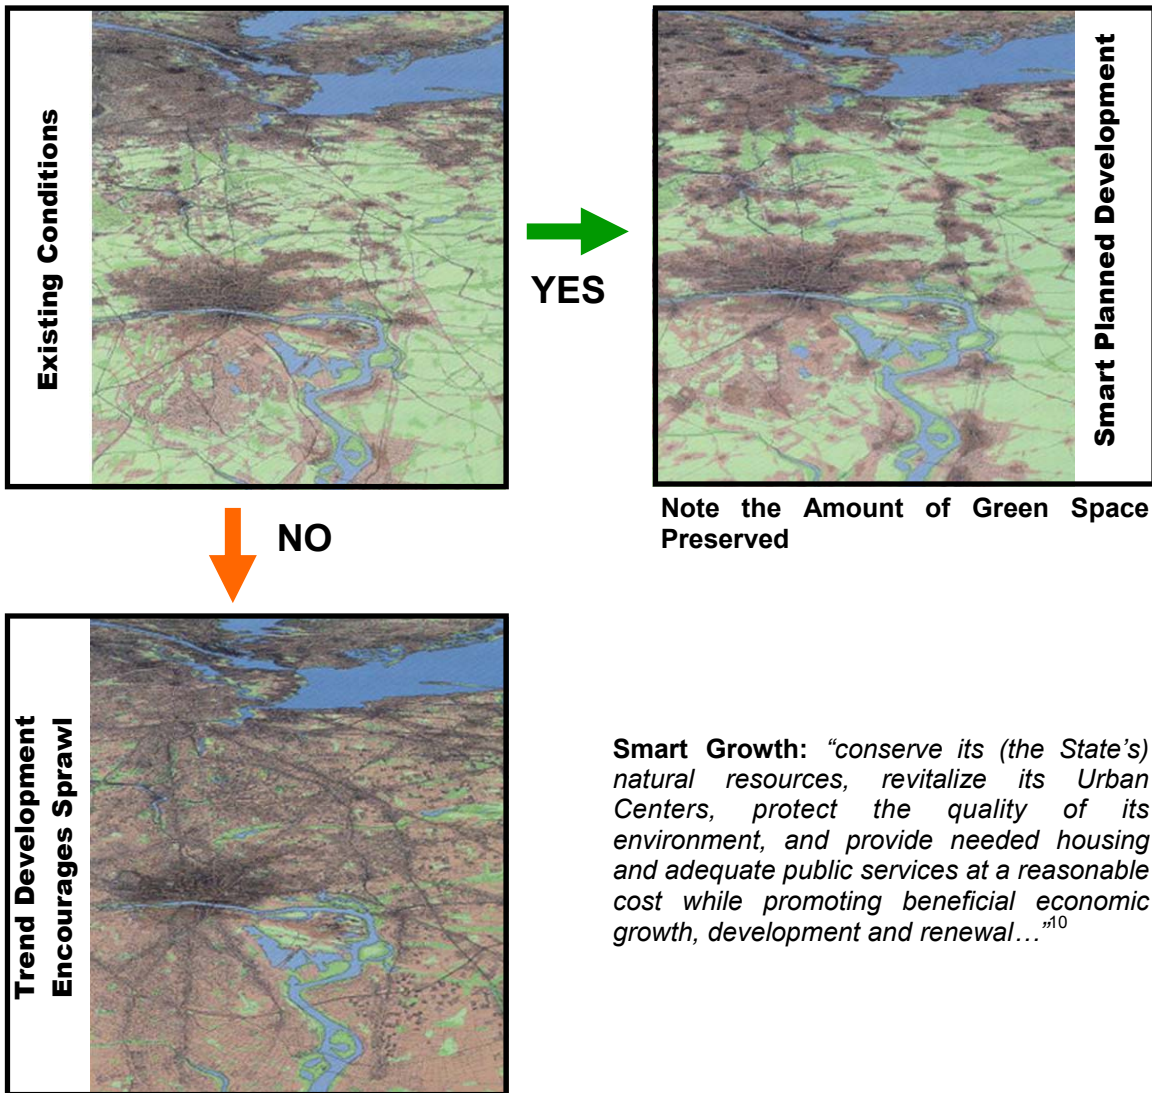 Existing Conditions
YES
Smart Planned Development
Note the Amount of Green Space
Preserved
NO
Trend Development
Encourages Sprawl
Smart Growth: “conserve its (the State’s)
natural resources, revitalize its Urban
Centers, protect the quality of its
environment, and provide needed housing
and adequate public services at a reasonable
cost while promoting beneficial economic
growth, development and renewal…”10